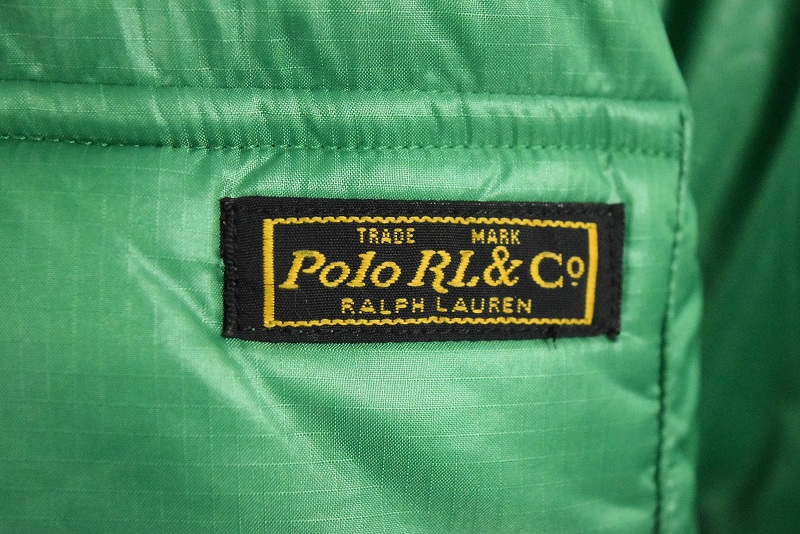 TRADE MARK
Polo RL & Co
RALPH LAUREN